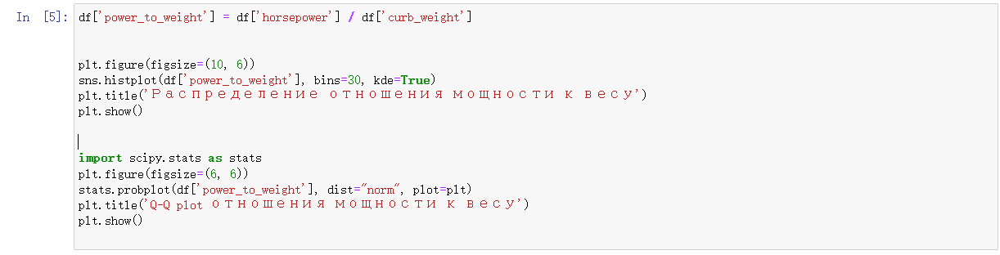 In [5]:
df['power_to_weight'] = df['horsepower'] / df['curb_weight']
plt.figure(figsize=(10, 6))
sns.histplot(df['power_to_weight'], bins=30, kde=True)
plt.title('Распределение отношения мощности к весу')
plt.show()
import scipy.stats as stats
plt.figure(figsize=(6, 6))
stats.probplot(df['power_to_weight'], dist="norm", plot=plt)
plt.title('Q-Q plot отношения мощности к весу')
plt.show()